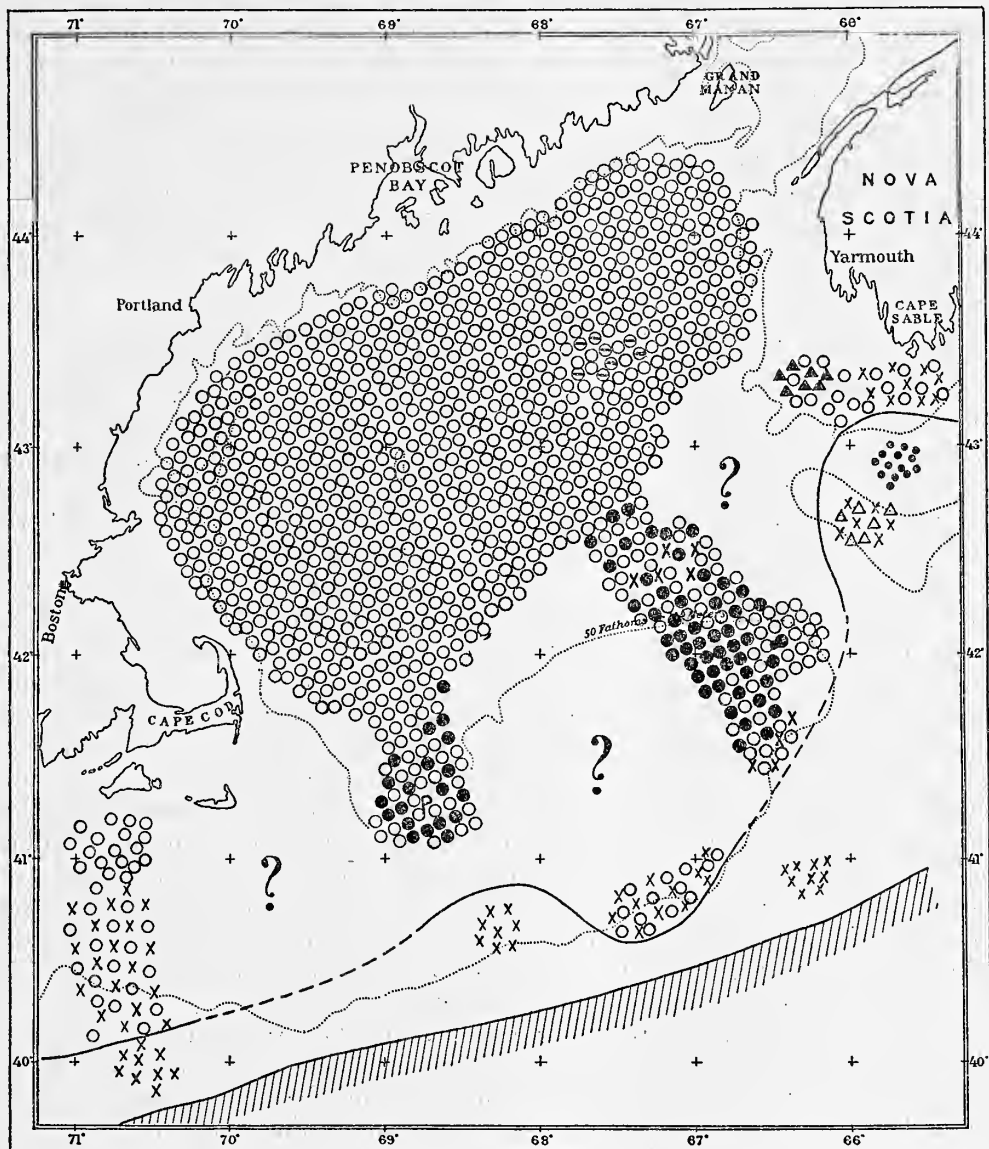 71° 70° 69° 68° 67° 66°
GRAND
MANAN
PENOBSCOT
BAY
NOVA
SCOTIA
44° 44°
Yarmouth
Portland
CAPE
SABLE
43° 43°
?
Boston
50 Fathoms
42° 42°
CAPE COD
?
P
41° 41°
?
40° 40°
71° 70° 69° 68° 67° 66°